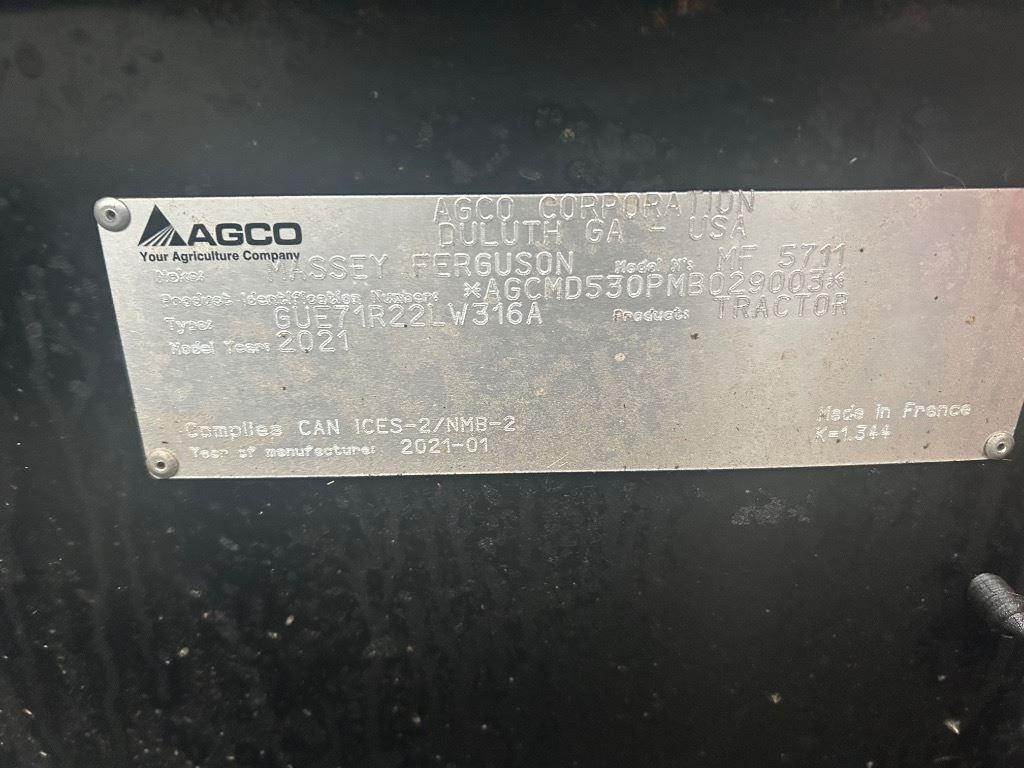 AGCO
Your Agriculture Company
AGCO CORPORATION
DULUTH GA - USA
Make: MASSEY FERGUSON Model N°: MF 5711
Product Identification Number: *AGCMD530PMB029003*
Type: GUE71R22LW316A Product: TRACTOR
Model Year: 2021
Complies CAN ICES-2/NMB-2
Year of manufacture: 2021-01
Made in France
K=1.344